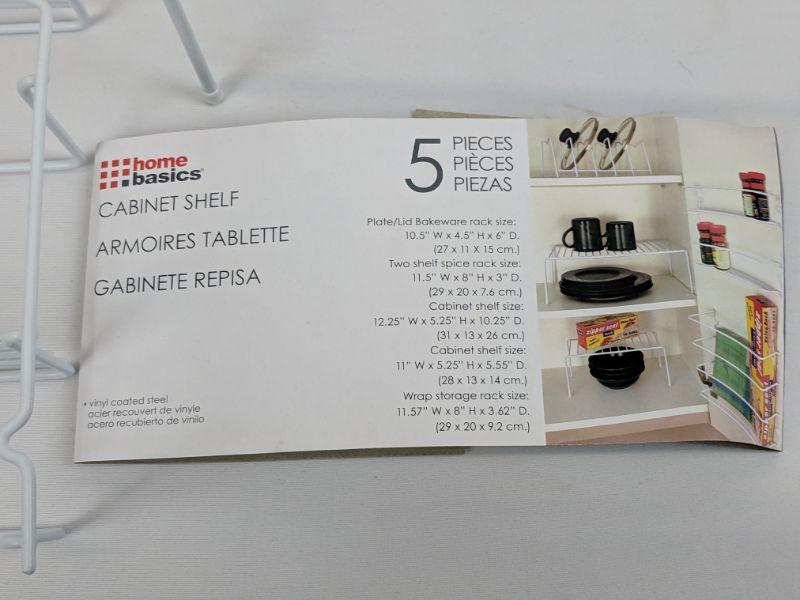 home
basics®
CABINET SHELF
ARMOIRES TABLETTE
GABINETE REPISA
• vinyl coated steel
acier recouvert de vinyle
acero recubierto de vinilo
5 PIECES
PIÈCES
PIEZAS
Plate/Lid Bakeware rack size:
10.5" W x 4.5" H x 6" D.
(27 x 11 X 15 cm.)
Two shelf spice rack size:
11.5" W x 8" H x 3" D.
(29 x 20 x 7.6 cm.)
Cabinet shelf size:
12.25" W x 5.25" H x 10.25" D.
(31 x 13 x 26 cm.)
Cabinet shelf size:
11" W x 5.25" H x 5.55" D.
(28 x 13 x 14 cm.)
Wrap storage rack size:
11.57" W x 8" H x 3.62" D.
(29 x 20 x 9.2 cm.)
zipper seal